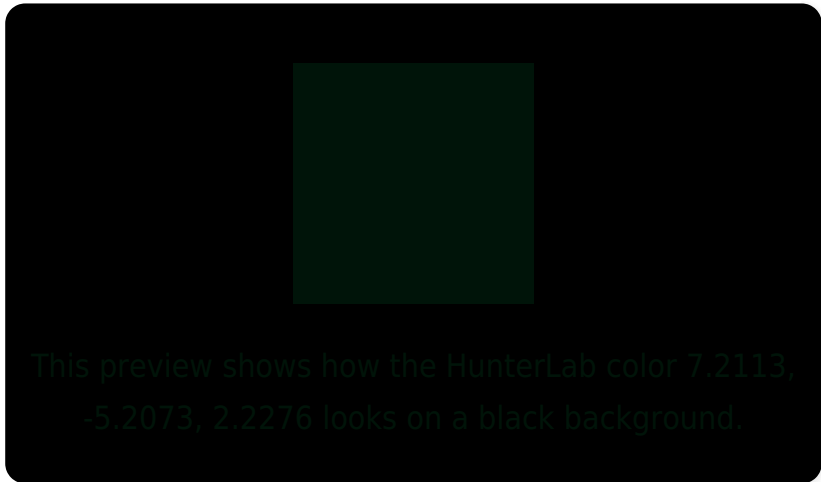 This preview shows how the HunterLab color 7.2113,
-5.2073, 2.2276 looks on a black background.